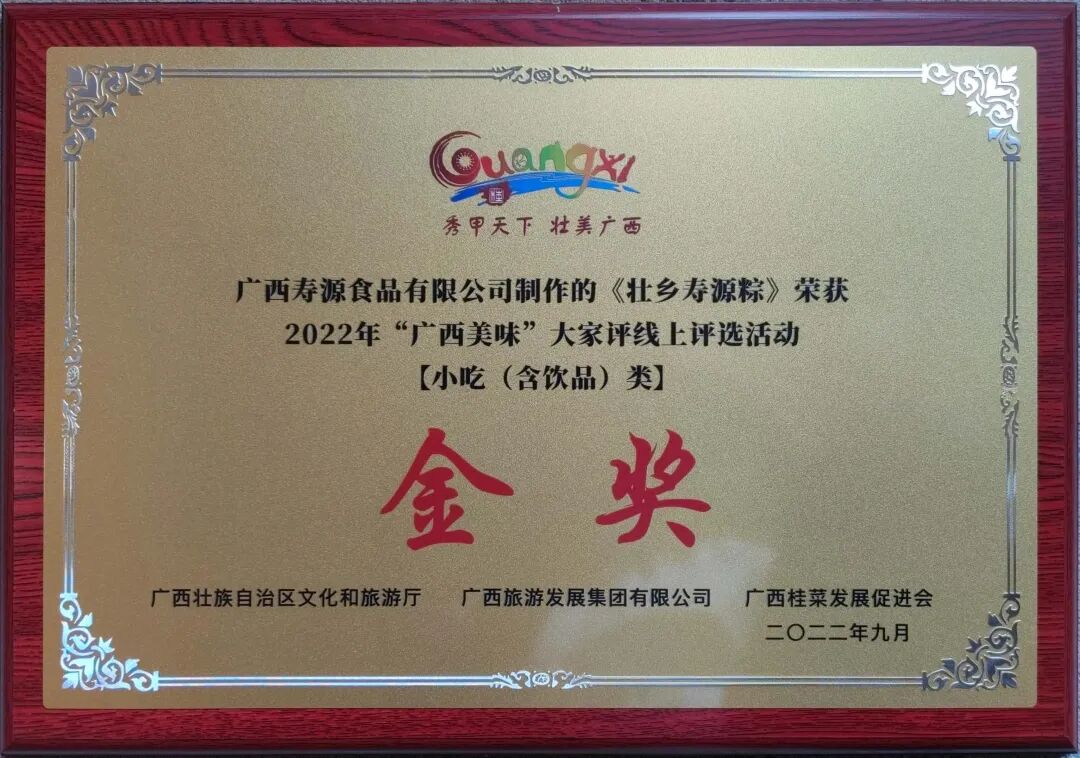 Guangxi
桂
秀甲天下 壮美广西
广西寿源食品有限公司制作的《壮乡寿源粽》荣获
2022年“广西美味”大家评线上评选活动
【小吃（含饮品）类】
金奖
广西壮族自治区文化和旅游厅 广西旅游发展集团有限公司 广西桂菜发展促进会
二〇二二年九月